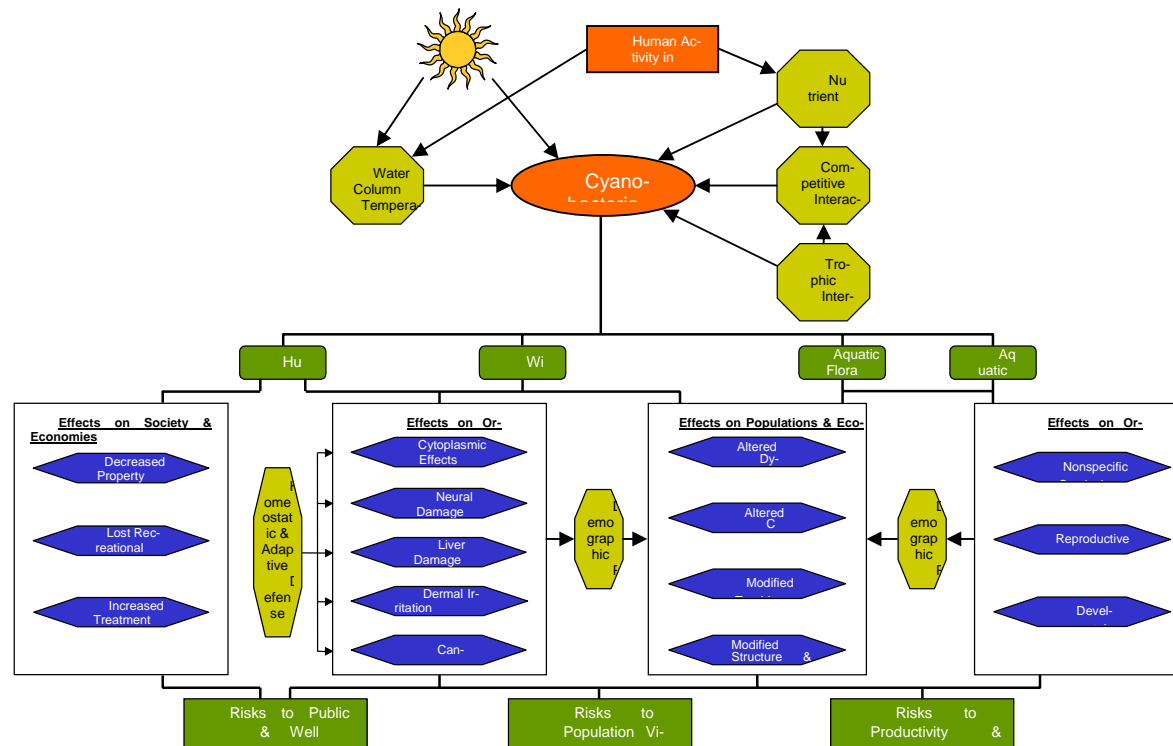 Human Ac-
tivity in
Nu
trient
Water
Column
Tempera-
Cyano-
Com-
petitive
Interac-
Tro-
phic
Inter-
Hu
Wi
Aquatic
Flora
Aq
uatic
Effects on Society &
Economies
Decreased
Property
Lost Rec-
reational
Increased
Treatment
ome
ostat
ic &
Adap
tive
efen
se
Effects on Or-
Cytoplasmic
Effects
Neural
Damage
Liver
Damage
Dermal Ir-
ritation
Can-
emo
grap
hic
Effects on Populations & Eco-
Altered
Dy-
Altered
C
Modified
Modified
Structure &
emo
grap
hic
Effects on Or-
Nonspecific
Reproductive
Devel-
Risks to Public
& Well
Risks to
Population Vi-
Risks to
Productivity &